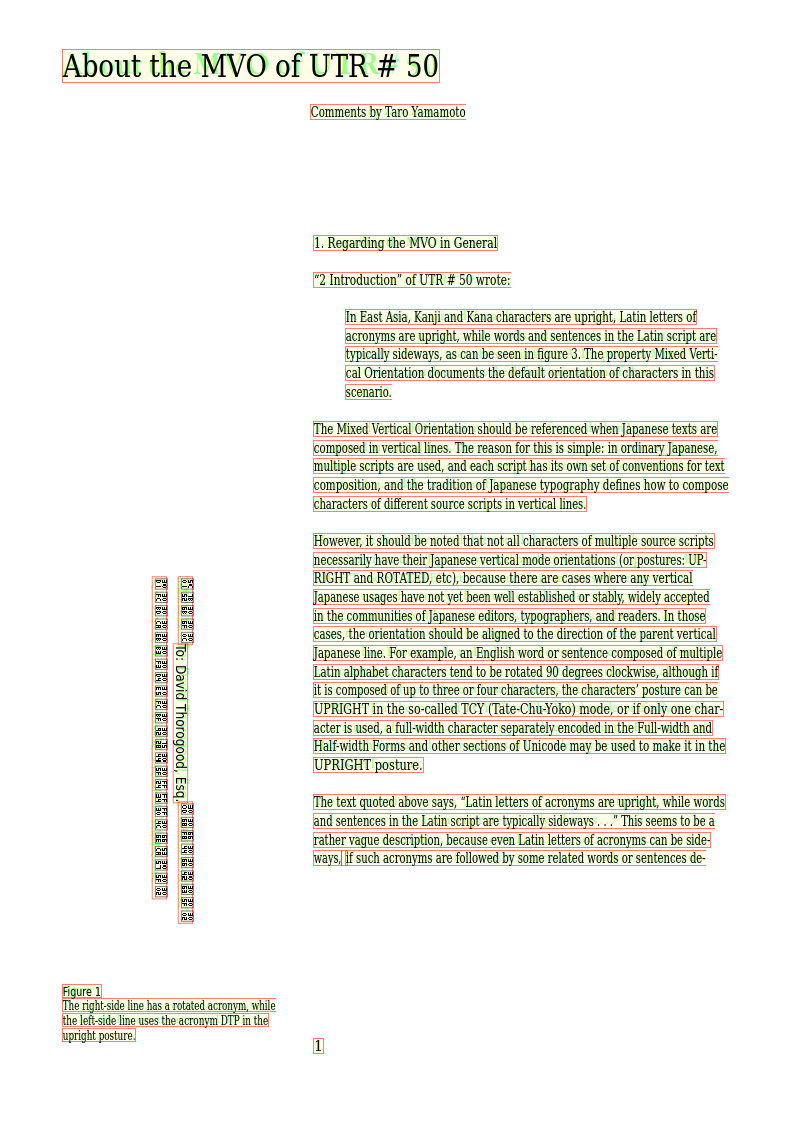 About the MVO of UTR # 50
Comments by Taro Yamamoto
1. Regarding the MVO in General
“2 Introduction” of UTR # 50 wrote:
In East Asia, Kanji and Kana characters are upright, Latin letters of
acronyms are upright, while words and sentences in the Latin script are
typically sideways, as can be seen in figure 3. The property Mixed Verti-
cal Orientation documents the default orientation of characters in this
scenario.
The Mixed Vertical Orientation should be referenced when Japanese texts are
composed in vertical lines. The reason for this is simple: in ordinary Japanese,
multiple scripts are used, and each script has its own set of conventions for text
composition, and the tradition of Japanese typography defines how to compose
characters of different source scripts in vertical lines.
However, it should be noted that not all characters of multiple source scripts
necessarily have their Japanese vertical mode orientations (or postures: UP-
RIGHT and ROTATED, etc), because there are cases where any vertical
Japanese usages have not yet been well established or stably, widely accepted
in the communities of Japanese editors, typographers, and readers. In those
cases, the orientation should be aligned to the direction of the parent vertical
Japanese line. For example, an English word or sentence composed of multiple
Latin alphabet characters tend to be rotated 90 degrees clockwise, although if
it is composed of up to three or four characters, the characters’ posture can be
UPRIGHT in the so-called TCY (Tate-Chu-Yoko) mode, or if only one char-
acter is used, a full-width character separately encoded in the Full-width and
Half-width Forms and other sections of Unicode may be used to make it in the
UPRIGHT posture.
The text quoted above says, “Latin letters of acronyms are upright, while words
and sentences in the Latin script are typically sideways . . .” This seems to be a
rather vague description, because even Latin letters of acronyms can be side-
ways, if such acronyms are followed by some related words or sentences de-
To: David Thorogood, Esq.
Figure 1
The right-side line has a rotated acronym, while
the left-side line uses the acronym DTP in the
upright posture.
1